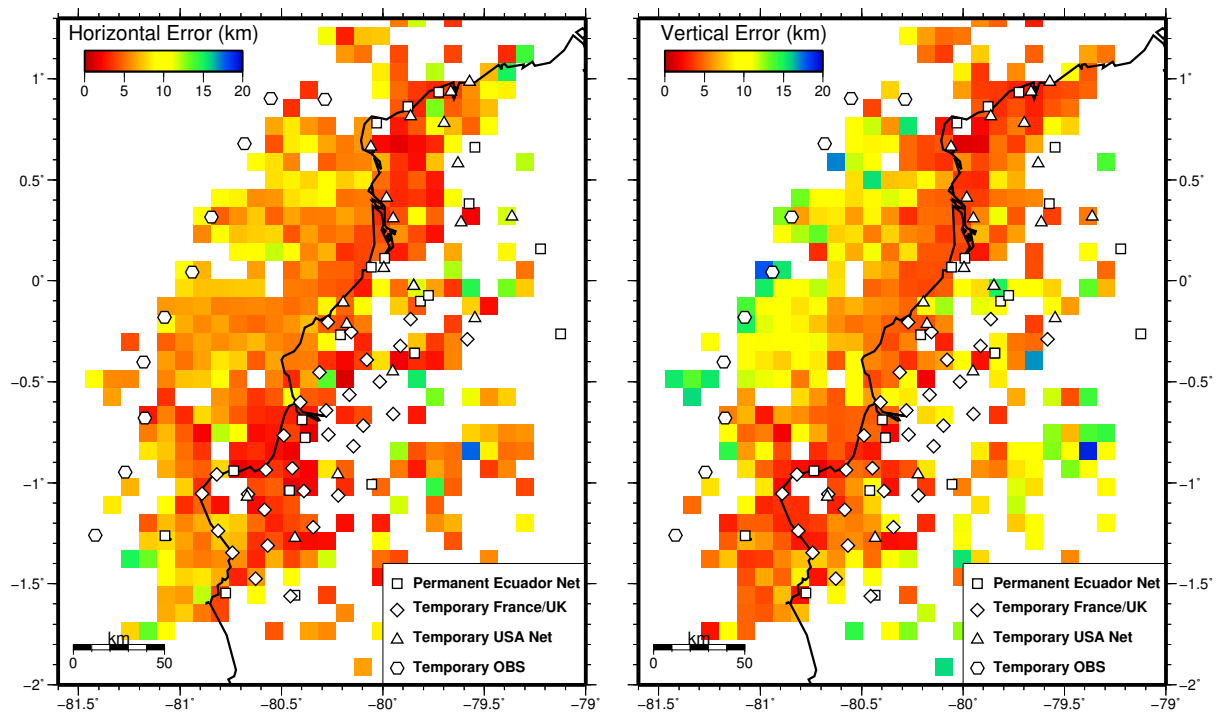 Horizontal Error (km)
0 5 10 15 20
Vertical Error (km)
0 5 10 15 20
1°
0.5°
0°
−0.5°
−1°
−1.5°
−2°
1°
0.5°
0°
−0.5°
−1°
−1.5°
−2°
Permanent Ecuador Net
Temporary France/UK
Temporary USA Net
Temporary OBS
km
0 50
Permanent Ecuador Net
Temporary France/UK
Temporary USA Net
Temporary OBS
km
0 50
−81.5° −81° −80.5° −80° −79.5° −79°
−81.5° −81° −80.5° −80° −79.5° −79°